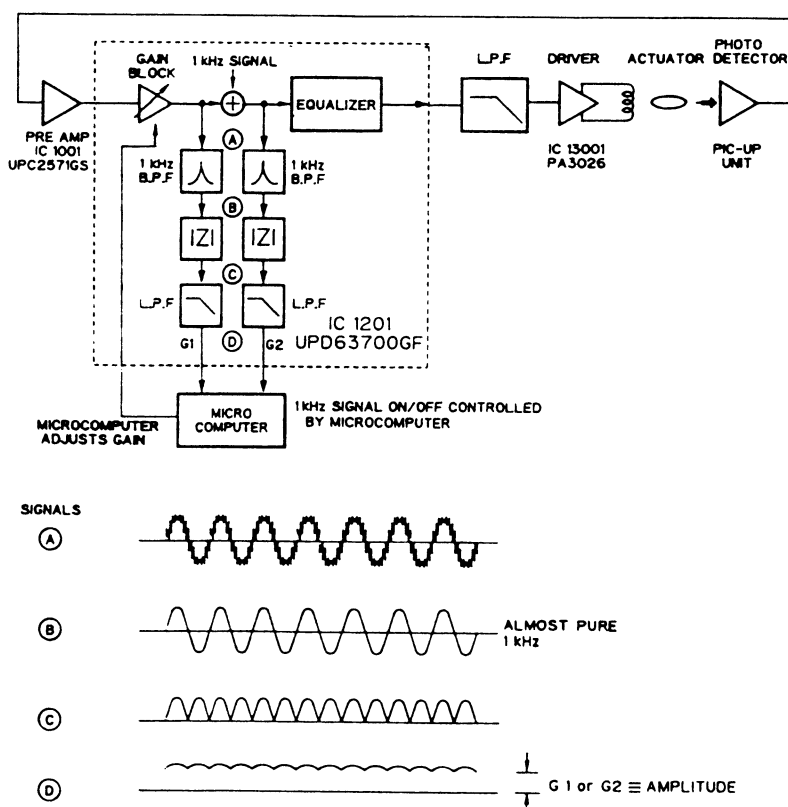 GAIN
BLOCK
1 kHz SIGNAL
L.P.F
DRIVER
ACTUATOR
PHOTO
DETECTOR
EQUALIZER
PRE AMP
IC 1001
UPC2571GS
IC 13001
PA3026
PIC-UP
UNIT
A
1 kHz
B.P.F
1 kHz
B.P.F
B
|Z|
|Z|
C
L.P.F
L.P.F
IC 1201
UPD63700GF
G1
D
G2
MICRO
COMPUTER
1kHz SIGNAL ON/OFF CONTROLLED
BY MICROCOMPUTER
MICROCOMPUTER
ADJUSTS GAIN
SIGNALS
A
B
ALMOST PURE
1 kHz
C
D
G 1 or G2 ≡ AMPLITUDE